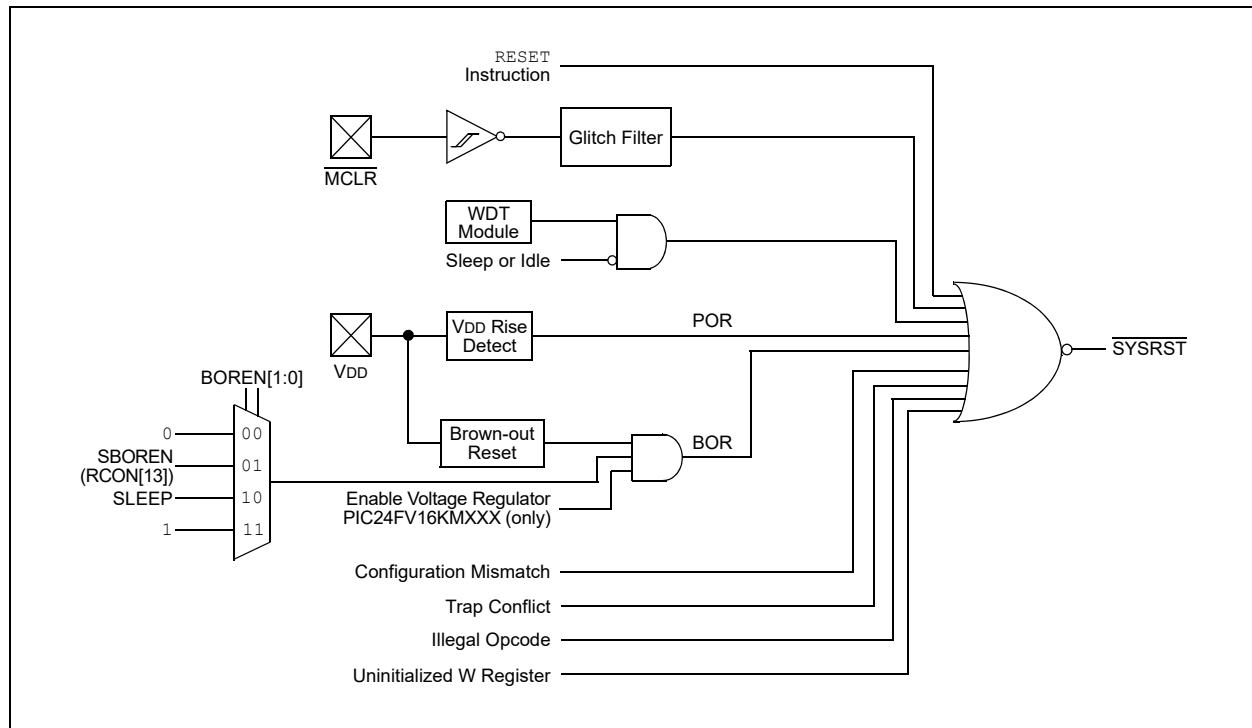 RESET
Instruction
MCLR
Glitch Filter
WDT
Module
Sleep or Idle
VDD
VDD Rise
Detect
POR
SYSRST
BOREN[1:0]
0
00
SBOREN
(RCON[13])
01
SLEEP
10
1
11
Brown-out
Reset
BOR
Enable Voltage Regulator
PIC24FV16KMXXX (only)
Configuration Mismatch
Trap Conflict
Illegal Opcode
Uninitialized W Register